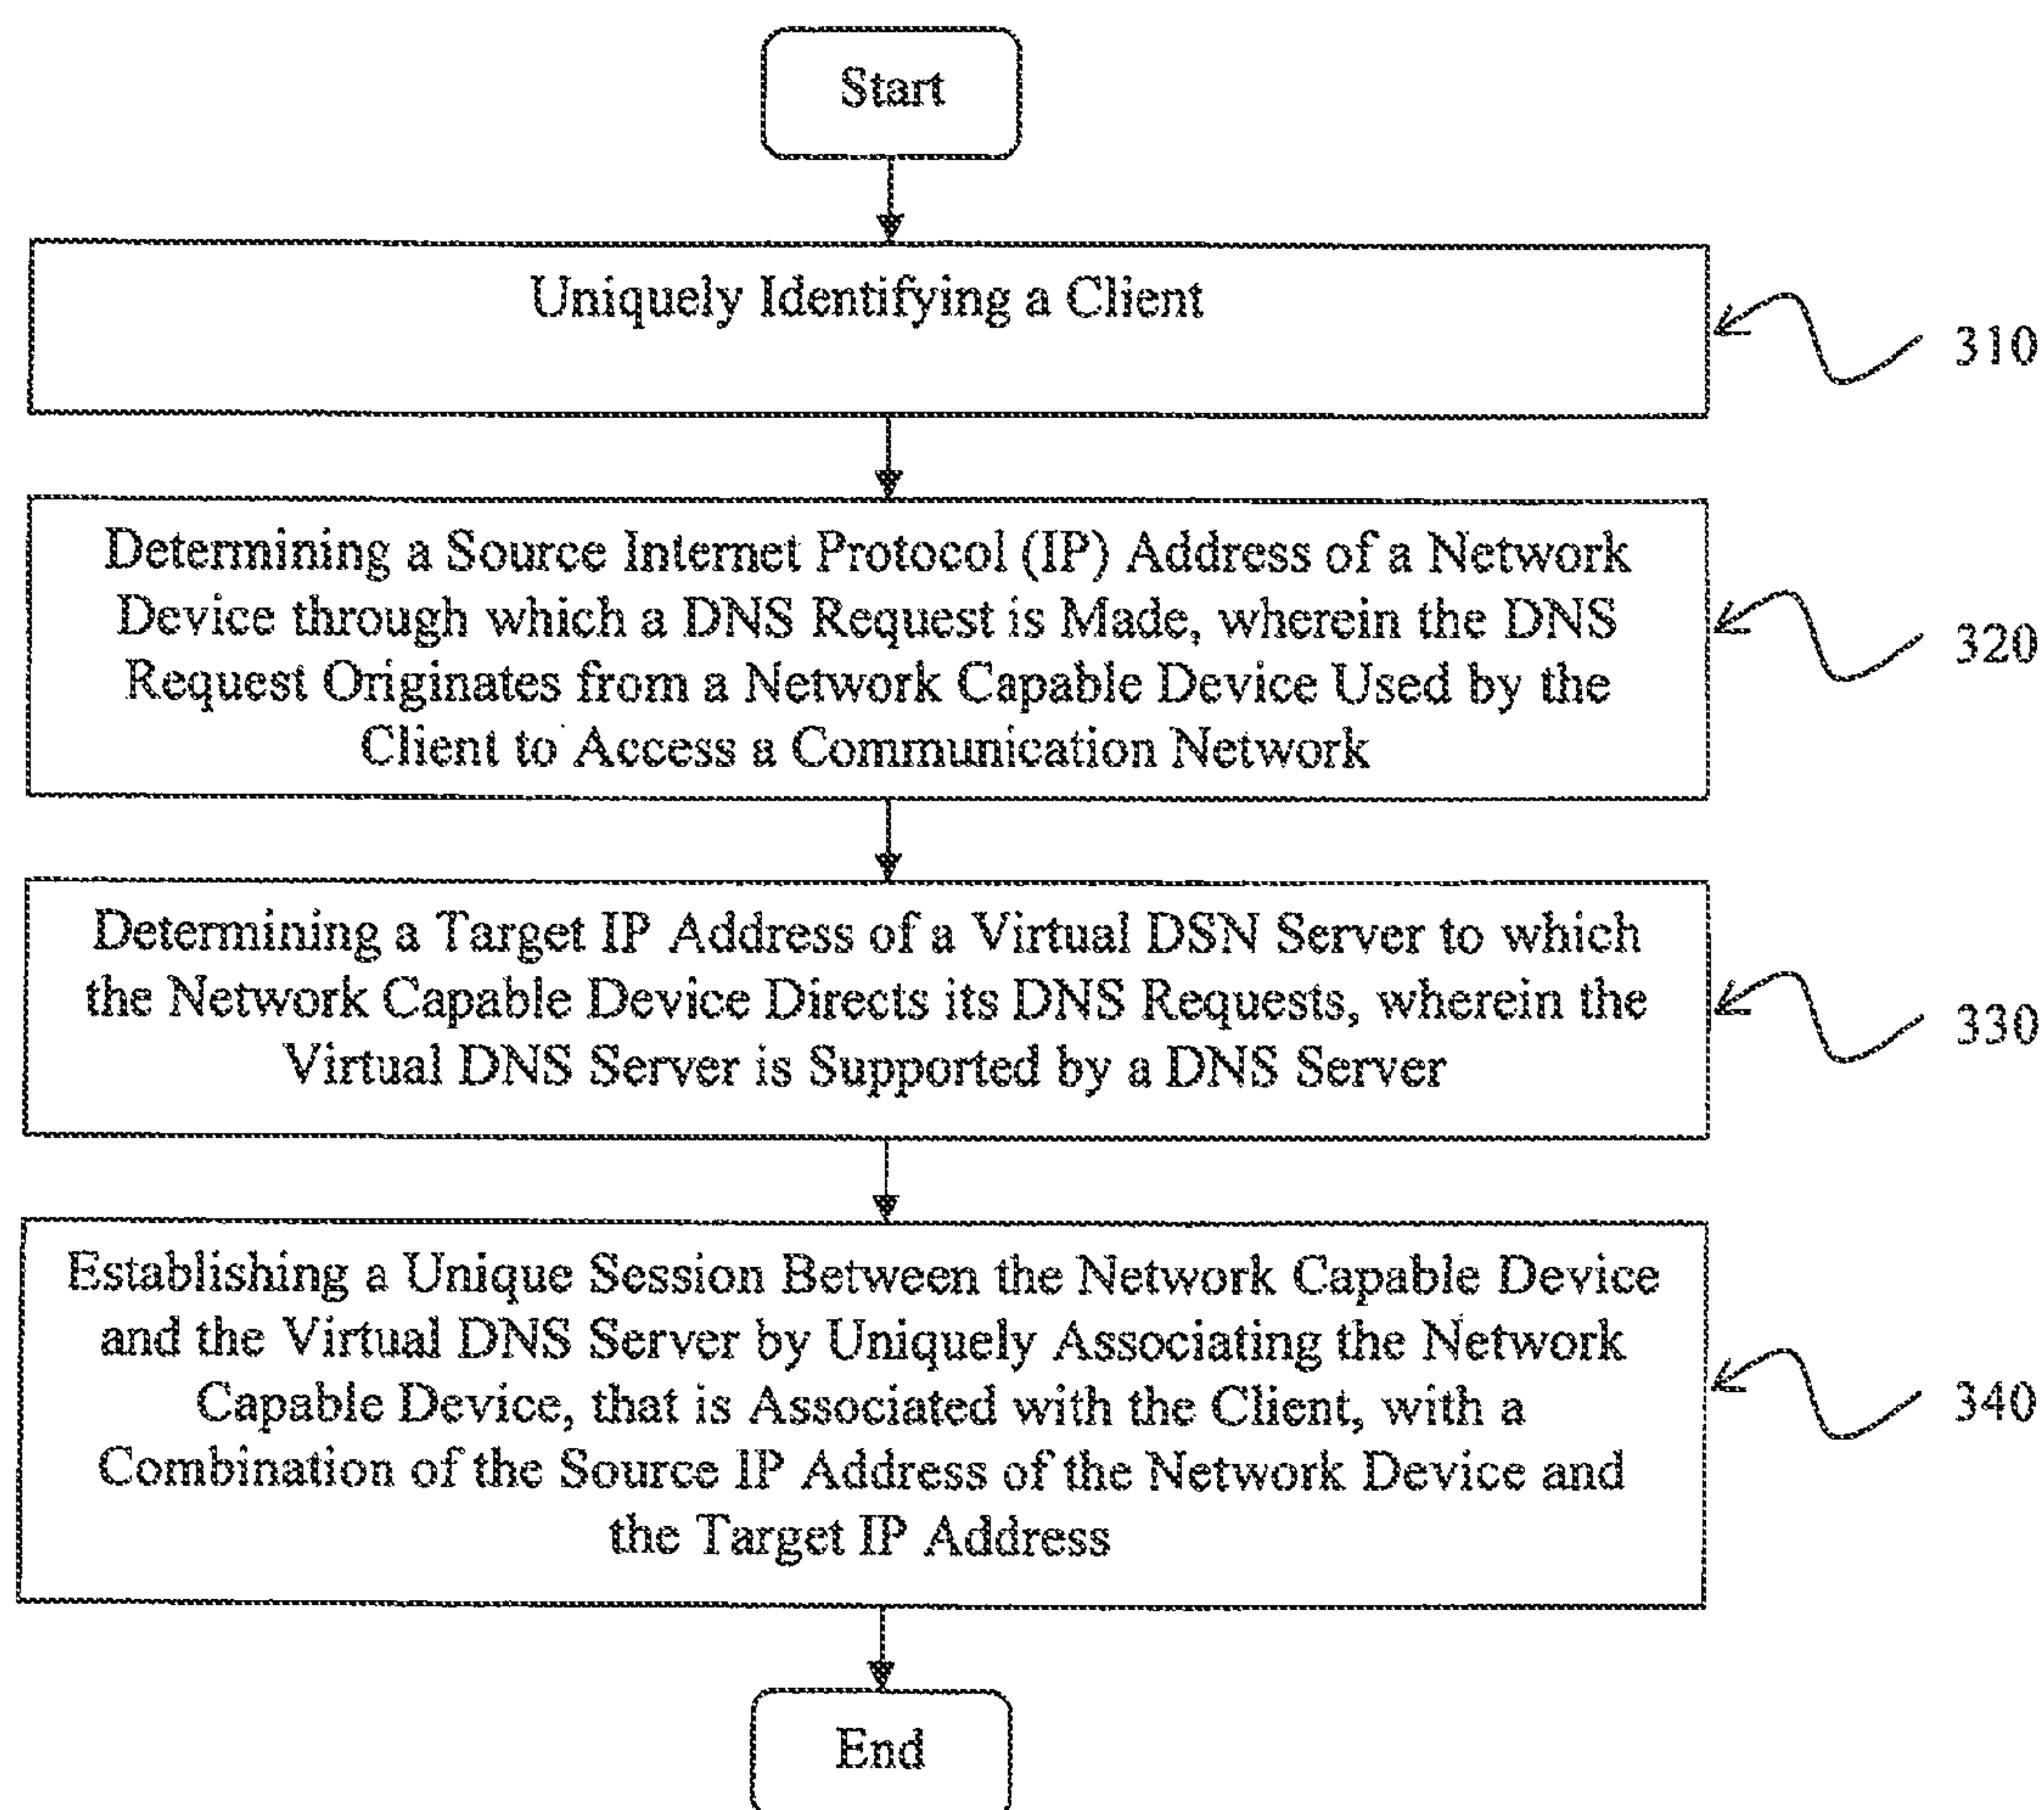 Start
Uniquely Identifying a Client
310
Determining a Source Internet Protocol (IP) Address of a Network
Device through which a DNS Request is Made, wherein the DNS
Request Originates from a Network Capable Device Used by the
Client to Access a Communication Network
320
Determining a Target IP Address of a Virtual DSN Server to which
the Network Capable Device Directs its DNS Requests, wherein the
Virtual DNS Server is Supported by a DNS Server
330
Establishing a Unique Session Between the Network Capable Device
and the Virtual DNS Server by Uniquely Associating the Network
Capable Device, that is Associated with the Client, with a
Combination of the Source IP Address of the Network Device and
the Target IP Address
340
End